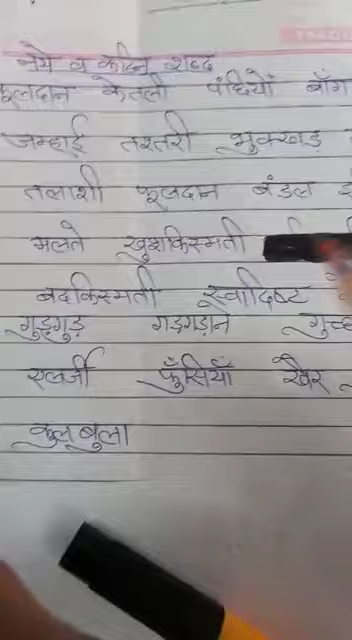 नये व कठिन शब्द
फूलदान केतली पंछियों बाँग
जम्हाई तश्तरी भुक्खड़
तलाशी फूलदान बंडल
मलते खुशकिस्मती
बदकिस्मती स्वादिष्ट
गुड़गुड़ गड़गड़ाने गुच्छ
एलर्जी फुँसियाँ खैर
कुलबुला